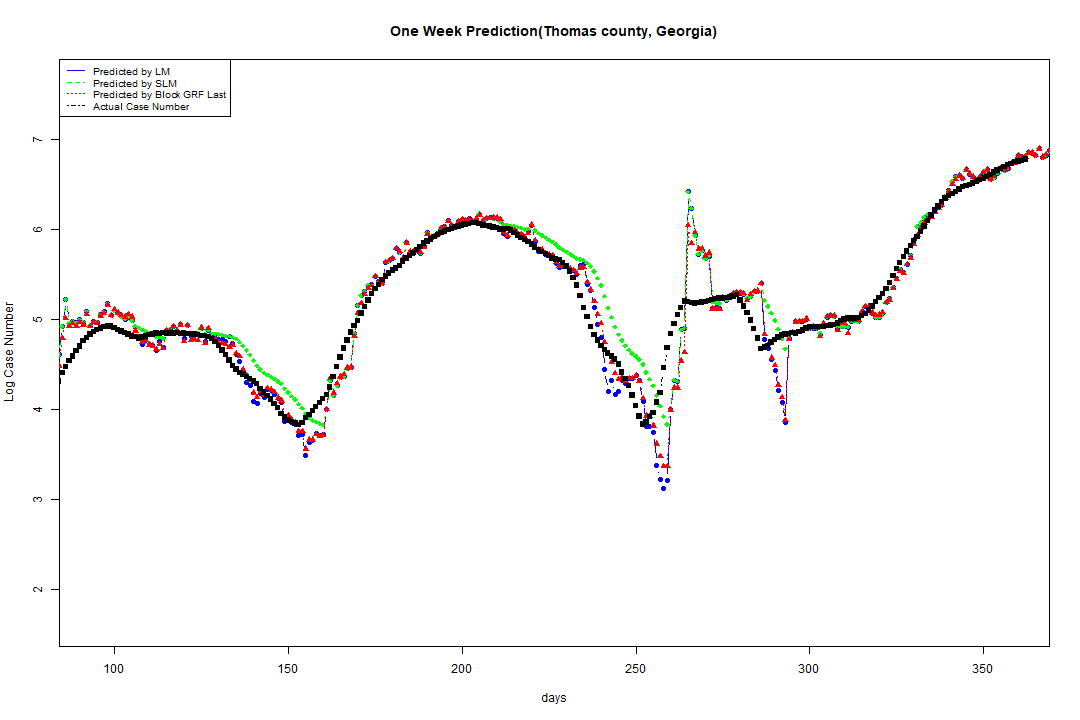 One Week Prediction(Thomas county, Georgia)
Predicted by LM
Predicted by SLM
Predicted by Block GRF Last
Actual Case Number
7
6
5
4
3
2
Log Case Number
100 150 200 250 300 350
days